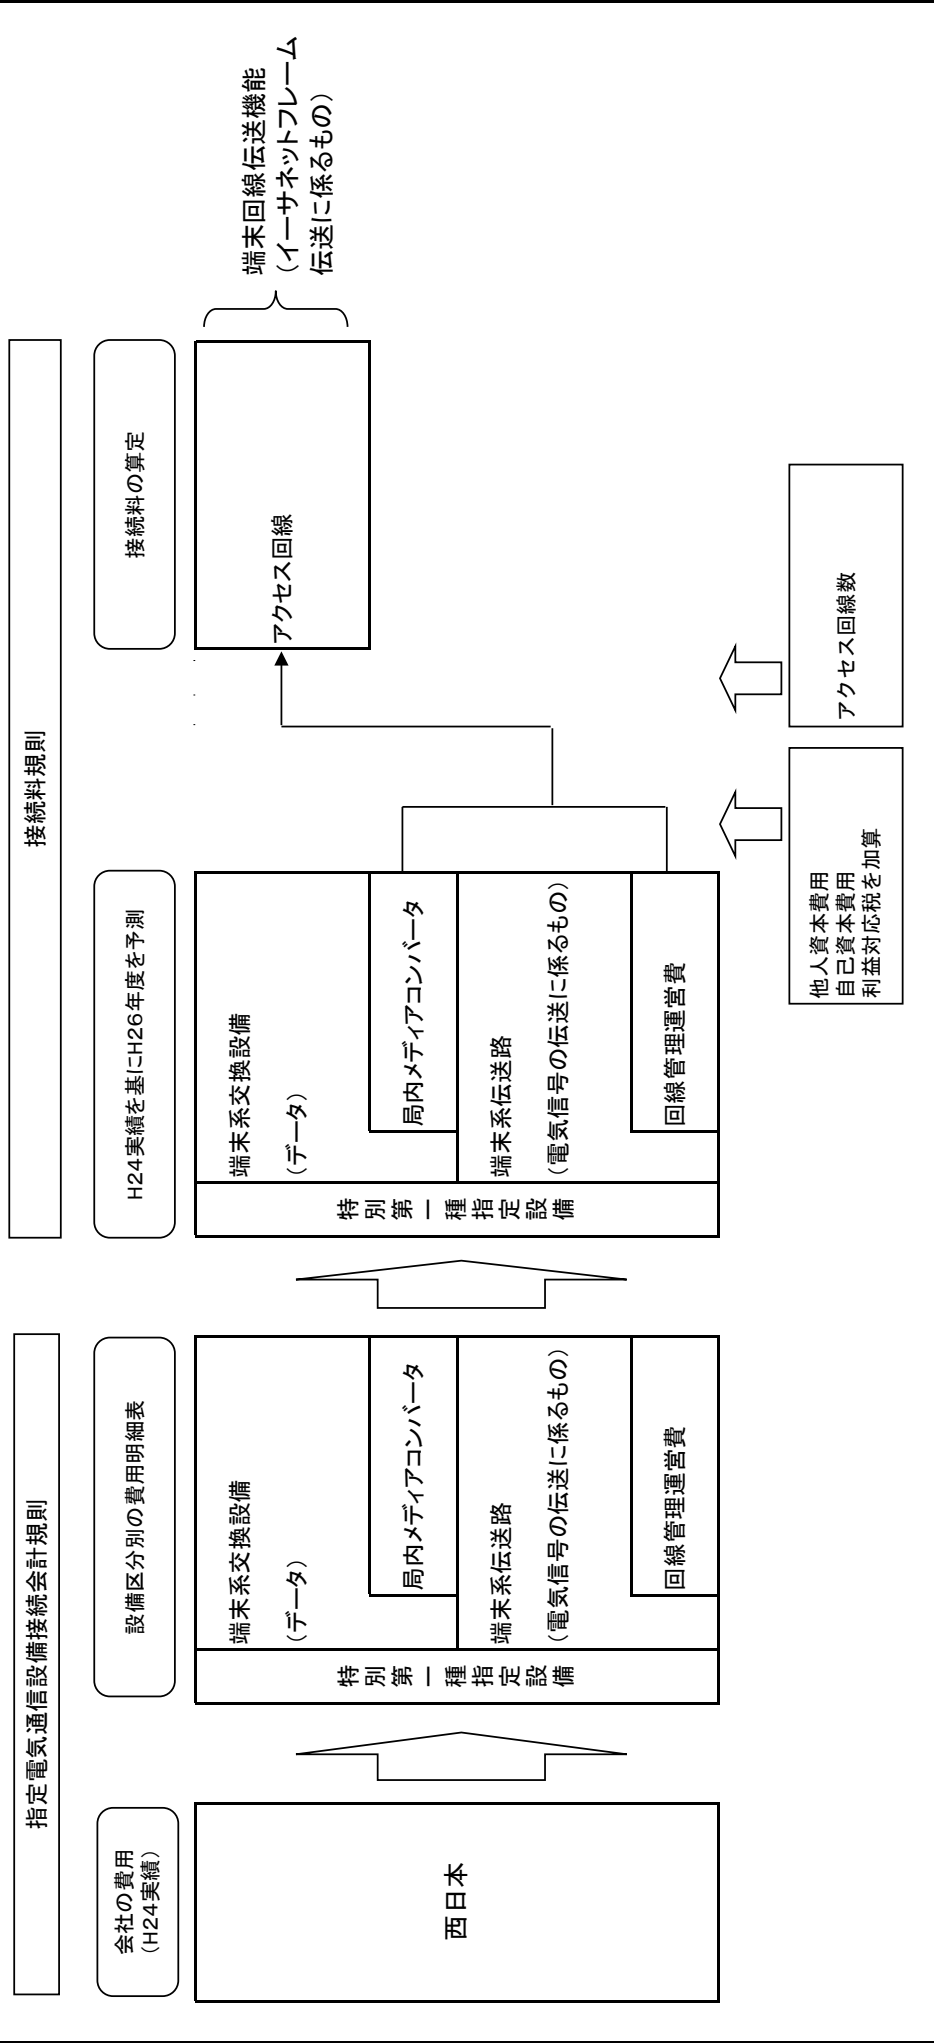 指定電気通信設備接続会計規則
接続料規則
会社の費用
（H24実績）
設備区分別の費用明細表
H24実績を基にH26年度を予測
接続料の算定
西日本
特別第一種指定設備
端末系交換設備
（データ）
局内メディアコンバータ
端末系伝送路
（電気信号の伝送に係るもの）
回線管理運営費
特別第一種指定設備
端末系交換設備
（データ）
局内メディアコンバータ
端末系伝送路
（電気信号の伝送に係るもの）
回線管理運営費
アクセス回線
端末回線伝送機能
（イーサネットフレーム
伝送に係るもの）
他人資本費用
自己資本費用
利益対応税を加算
アクセス回線数